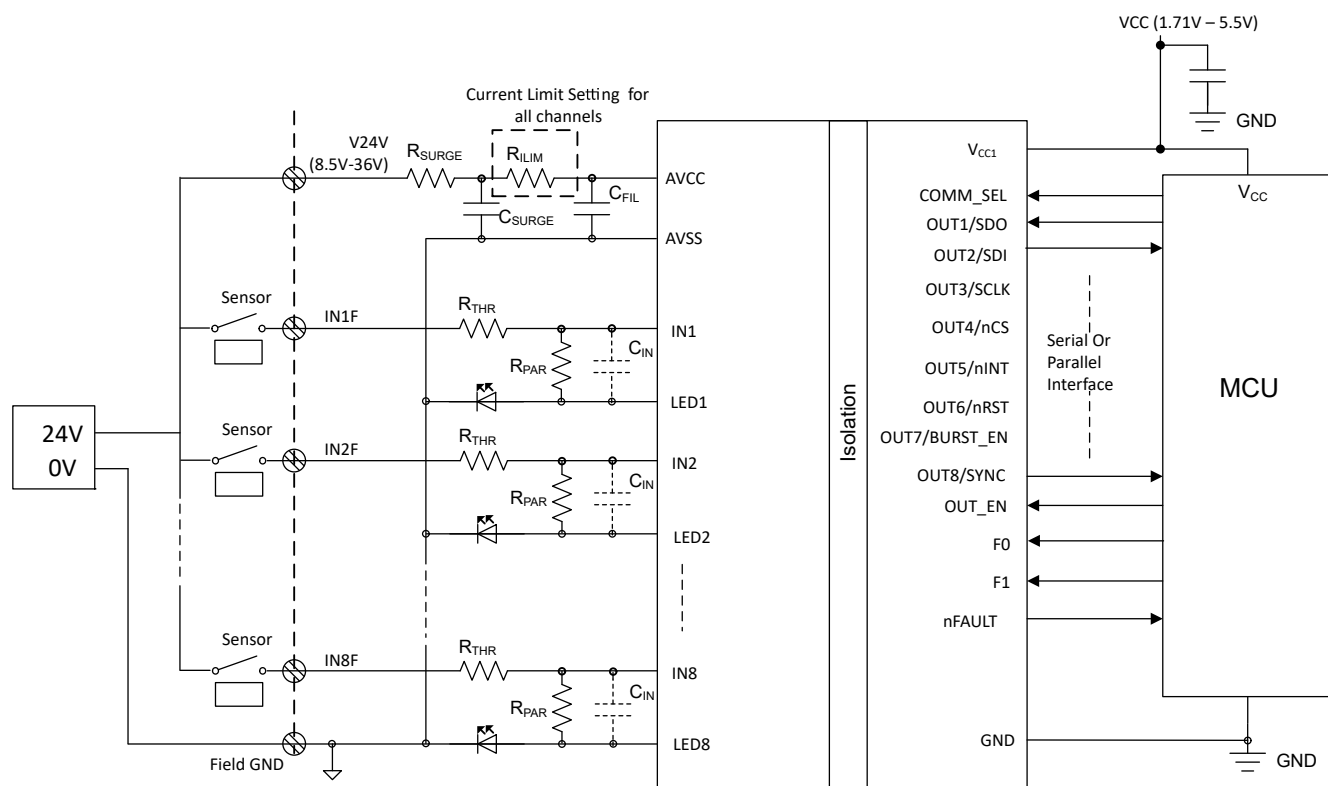 VCC (1.71V – 5.5V)
GND
Current Limit Setting for
all channels
V24V
(8.5V-36V)
RSURGE
RILIM
CSURGE
CFIL
AVCC
AVSS
Sensor
IN1F
RTHR
RPAR
CIN
IN1
LED1
24V
0V
Sensor
IN2F
RTHR
RPAR
CIN
IN2
LED2
Sensor
IN8F
RTHR
RPAR
CIN
IN8
LED8
Field GND
Isolation
VCC1
COMM_SEL
OUT1/SDO
OUT2/SDI
OUT3/SCLK
OUT4/nCS
OUT5/nINT
OUT6/nRST
OUT7/BURST_EN
OUT8/SYNC
OUT_EN
F0
F1
nFAULT
GND
Serial Or
Parallel
Interface
VCC
MCU
GND